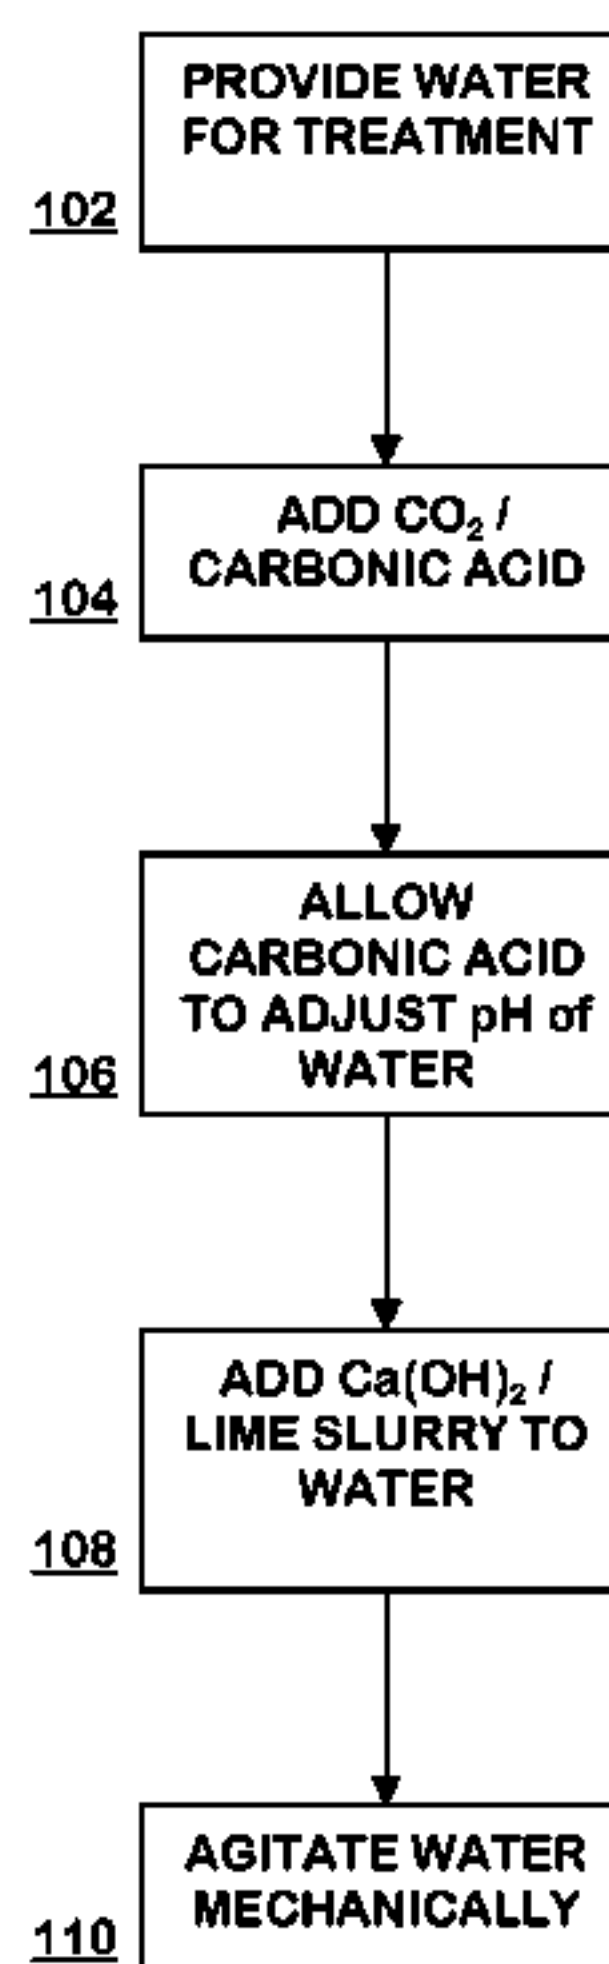 PROVIDE WATER
FOR TREATMENT
102
ADD CO₂ /
CARBONIC ACID
104
ALLOW
CARBONIC ACID
TO ADJUST pH of
WATER
106
ADD Ca(OH)₂ /
LIME SLURRY TO
WATER
108
AGITATE WATER
MECHANICALLY
110